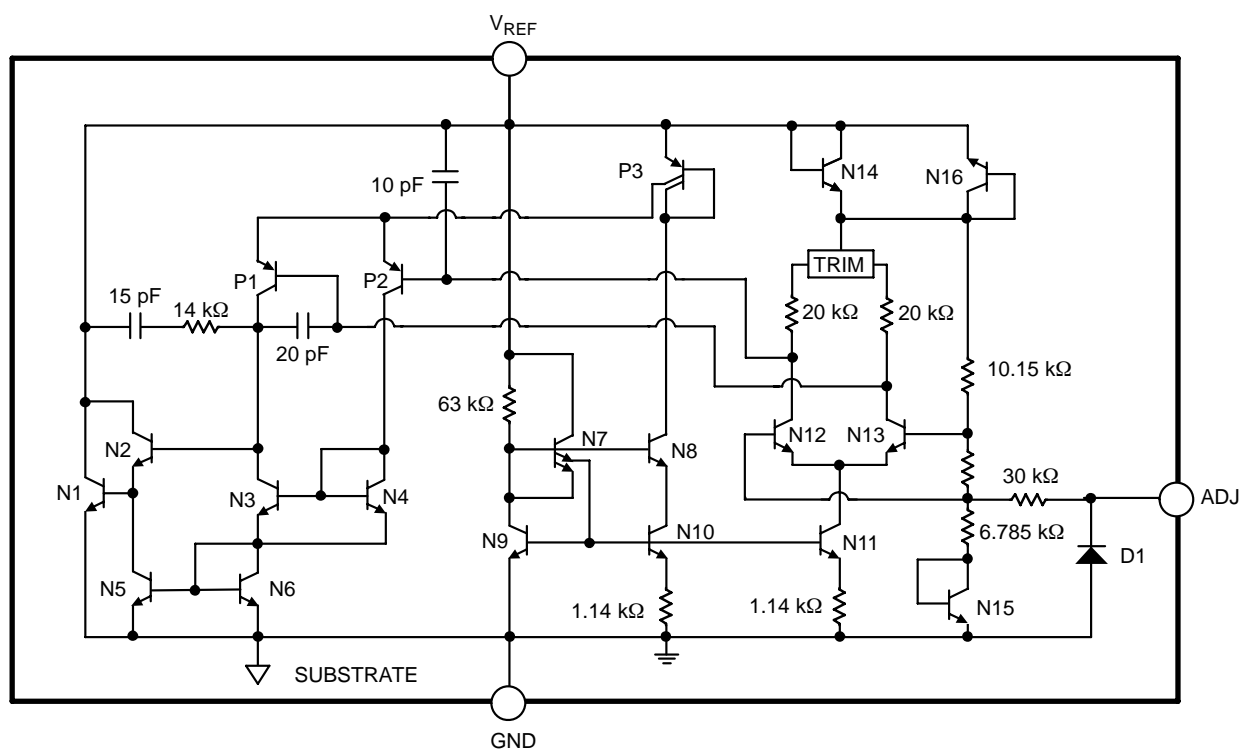 V_REF
P3
N14
N16
10 pF
TRIM
P1
P2
15 pF
14 kΩ
20 kΩ
20 kΩ
20 pF
10.15 kΩ
63 kΩ
N7
N2
N8
N12
N13
N1
N3
N4
30 kΩ
ADJ
6.785 kΩ
N9
N10
N11
D1
N5
N6
N15
1.14 kΩ
1.14 kΩ
SUBSTRATE
GND